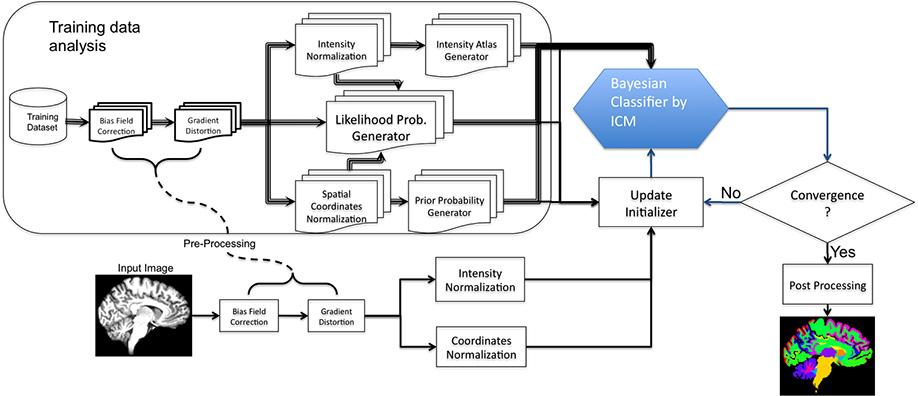 Training data
analysis
Training
Dataset
Bias Field
Correction
Gradient
Distortion
Intensity
Normalization
Intensity Atlas
Generator
Likelihood Prob.
Generator
Spatial
Coordinates
Normalization
Prior Probability
Generator
Bayesian
Classifier by
ICM
Update
Initializer
No
Convergence
?
Yes
Post Processing
Pre-Processing
Input Image
Bias Field
Correction
Gradient
Distortion
Intensity
Normalization
Coordinates
Normalization